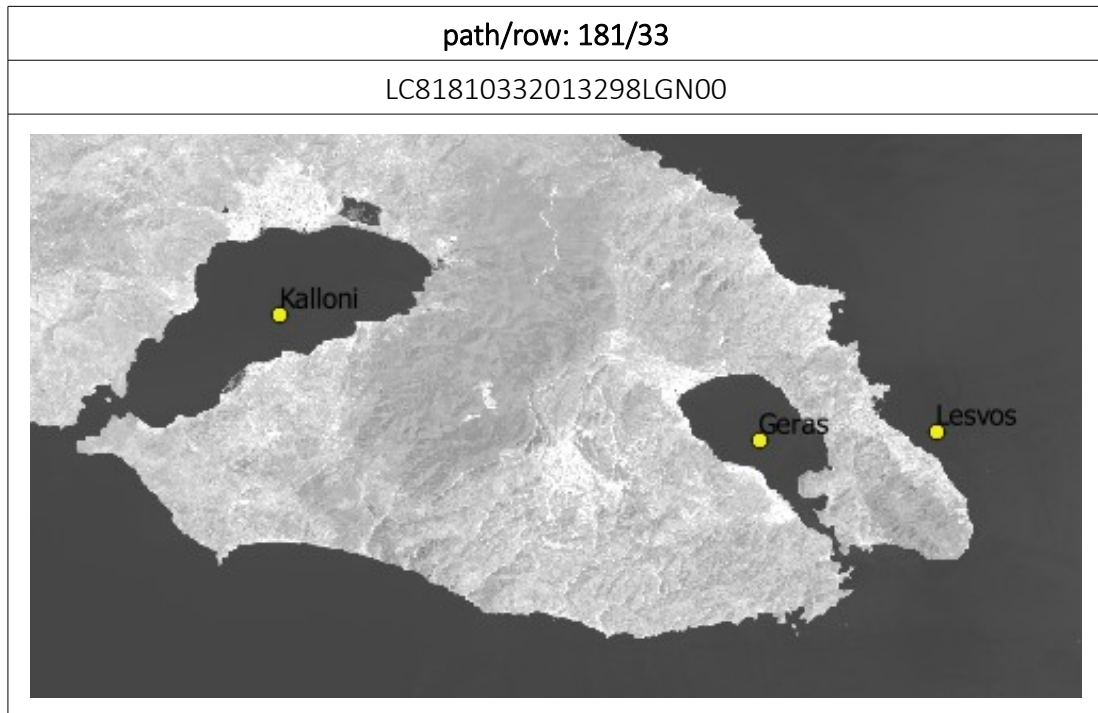 path/row: 181/33
LC81810332013298LGN00
Kalloni
Geras
Lesvos